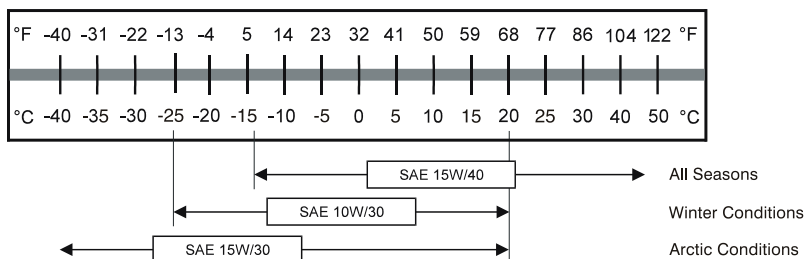 °F -40 -31 -22 -13 -4 5 14 23 32 41 50 59 68 77 86 104 122 °F
°C -40 -35 -30 -25 -20 -15 -10 -5 0 5 10 15 20 25 30 40 50 °C
SAE 15W/40 All Seasons
SAE 10W/30 Winter Conditions
SAE 15W/30 Arctic Conditions